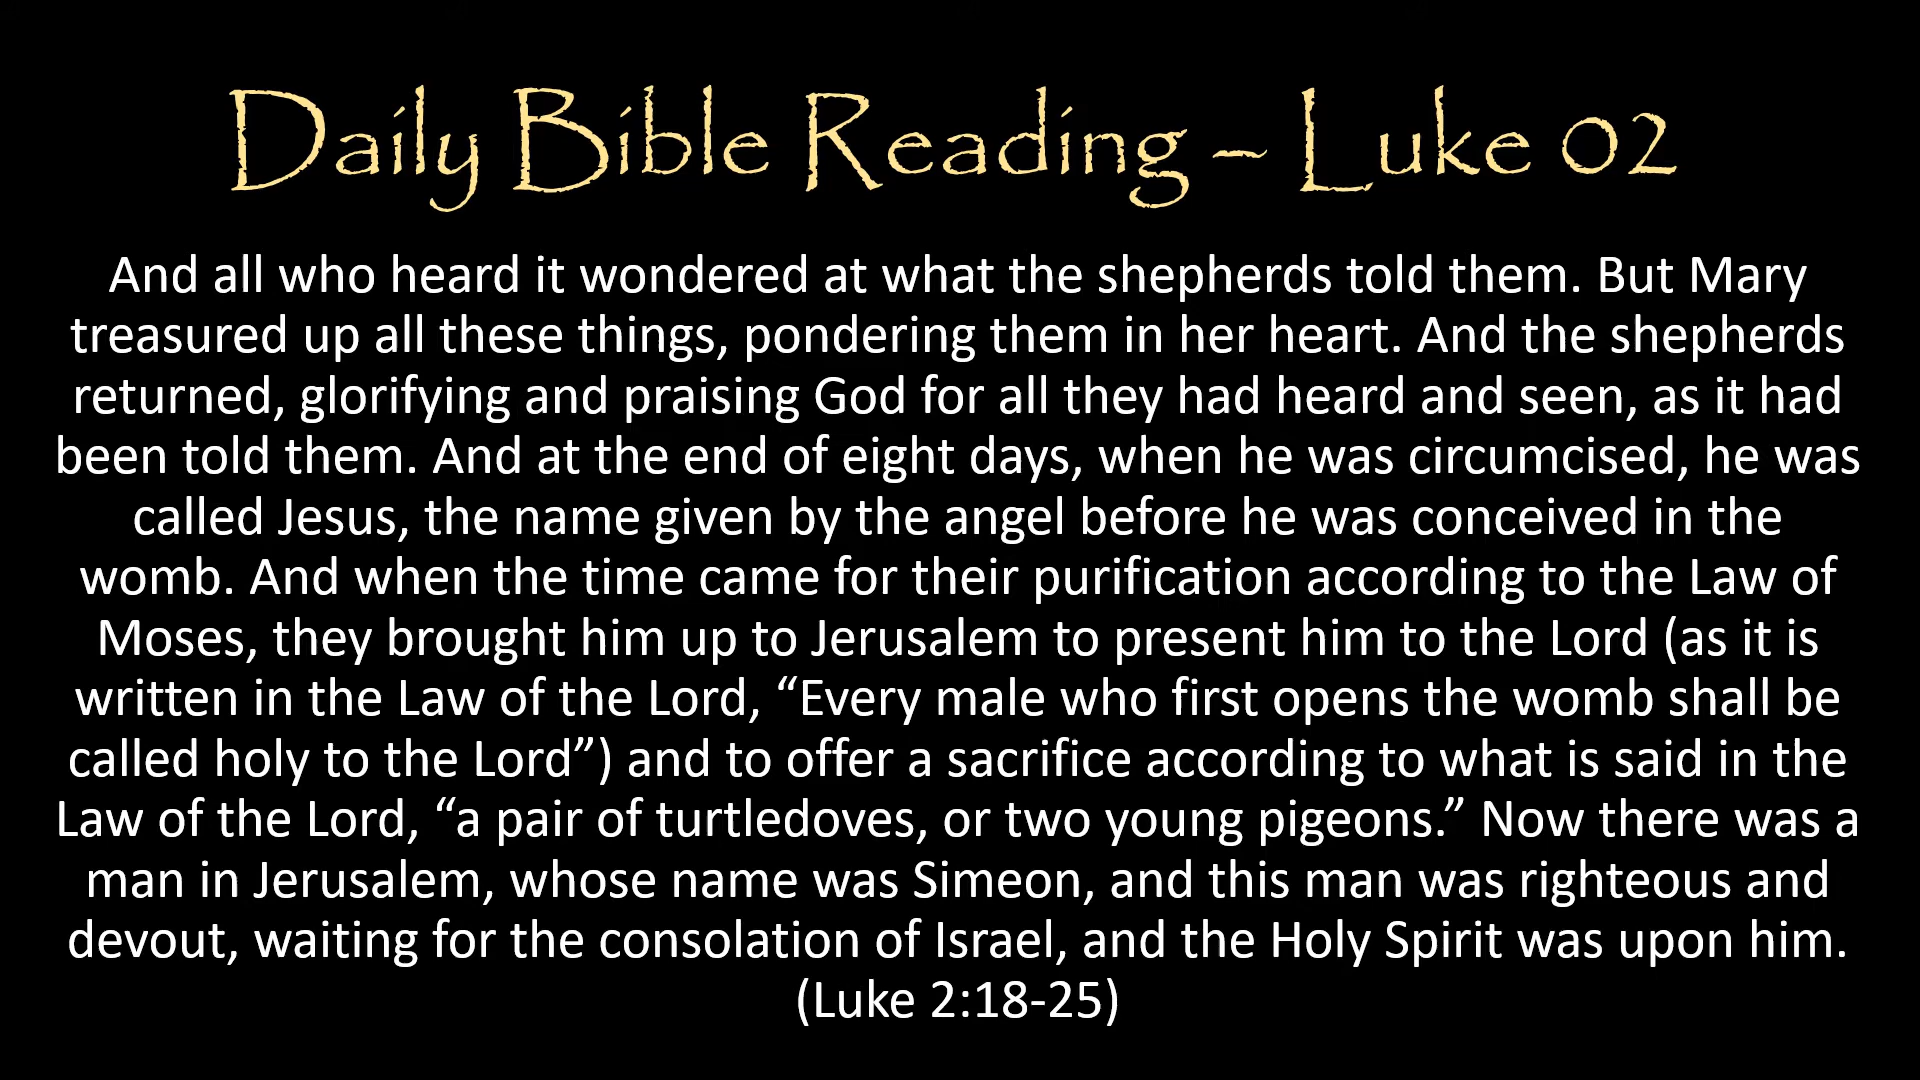 Daily Bible Reading – Luke 02
And all who heard it wondered at what the shepherds told them. But Mary
treasured up all these things, pondering them in her heart. And the shepherds
returned, glorifying and praising God for all they had heard and seen, as it had
been told them. And at the end of eight days, when he was circumcised, he was
called Jesus, the name given by the angel before he was conceived in the
womb. And when the time came for their purification according to the Law of
Moses, they brought him up to Jerusalem to present him to the Lord (as it is
written in the Law of the Lord, “Every male who first opens the womb shall be
called holy to the Lord”) and to offer a sacrifice according to what is said in the
Law of the Lord, “a pair of turtledoves, or two young pigeons.” Now there was a
man in Jerusalem, whose name was Simeon, and this man was righteous and
devout, waiting for the consolation of Israel, and the Holy Spirit was upon him.
(Luke 2:18-25)